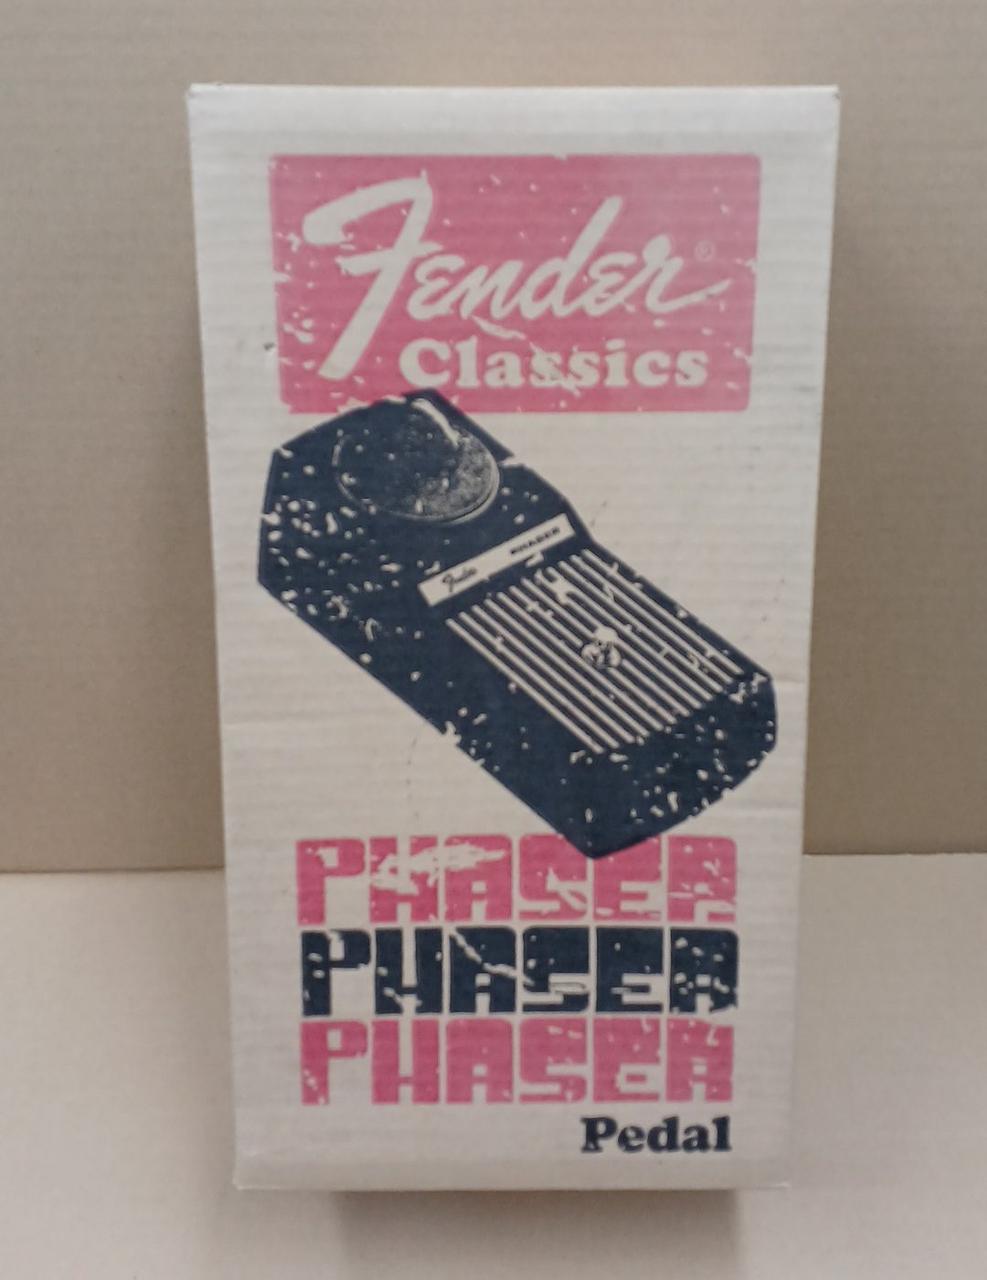 Fender®
Classics
Fender PHASER
PHASER
PHASER
PHASER
Pedal